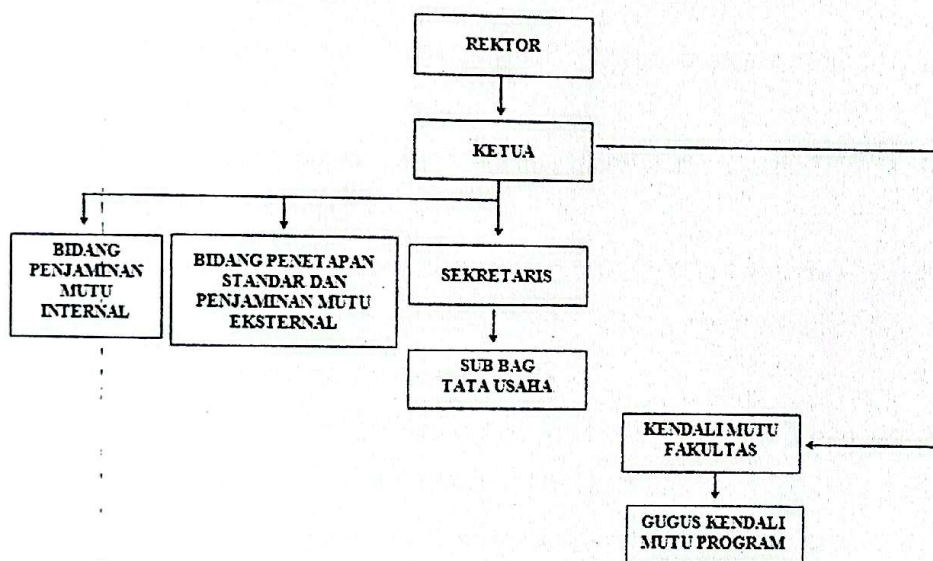 REKTOR
KETUA
BIDANG
PENJAMINAN
MUTU
INTERNAL
BIDANG PENETAPAN
STANDAR DAN
PENJAMINAN MUTU
EKSTERNAL
SEKRETARIS
SUB BAG
TATA USAHA
KENDALI MUTU
FAKULTAS
GUGUS KENDALI
MUTU PROGRAM